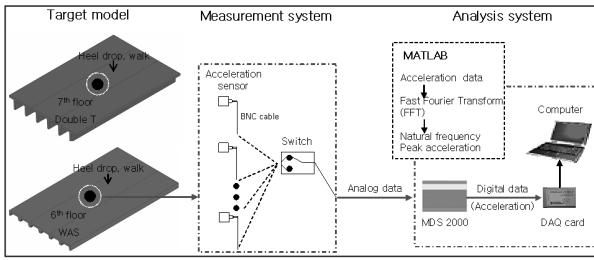 Target model
Measurement system
Analysis system
Heel drop, walk
7th floor
Double T
Heel drop, walk
6th floor
WAS
Acceleration
sensor
BNC cable
Switch
Analog data
MATLAB
Acceleration data
Fast Fourier Transform
(FFT)
Natural frequency
Peak acceleration
Computer
Digital data
(Acceleration)
MDS 2000
DAQ card